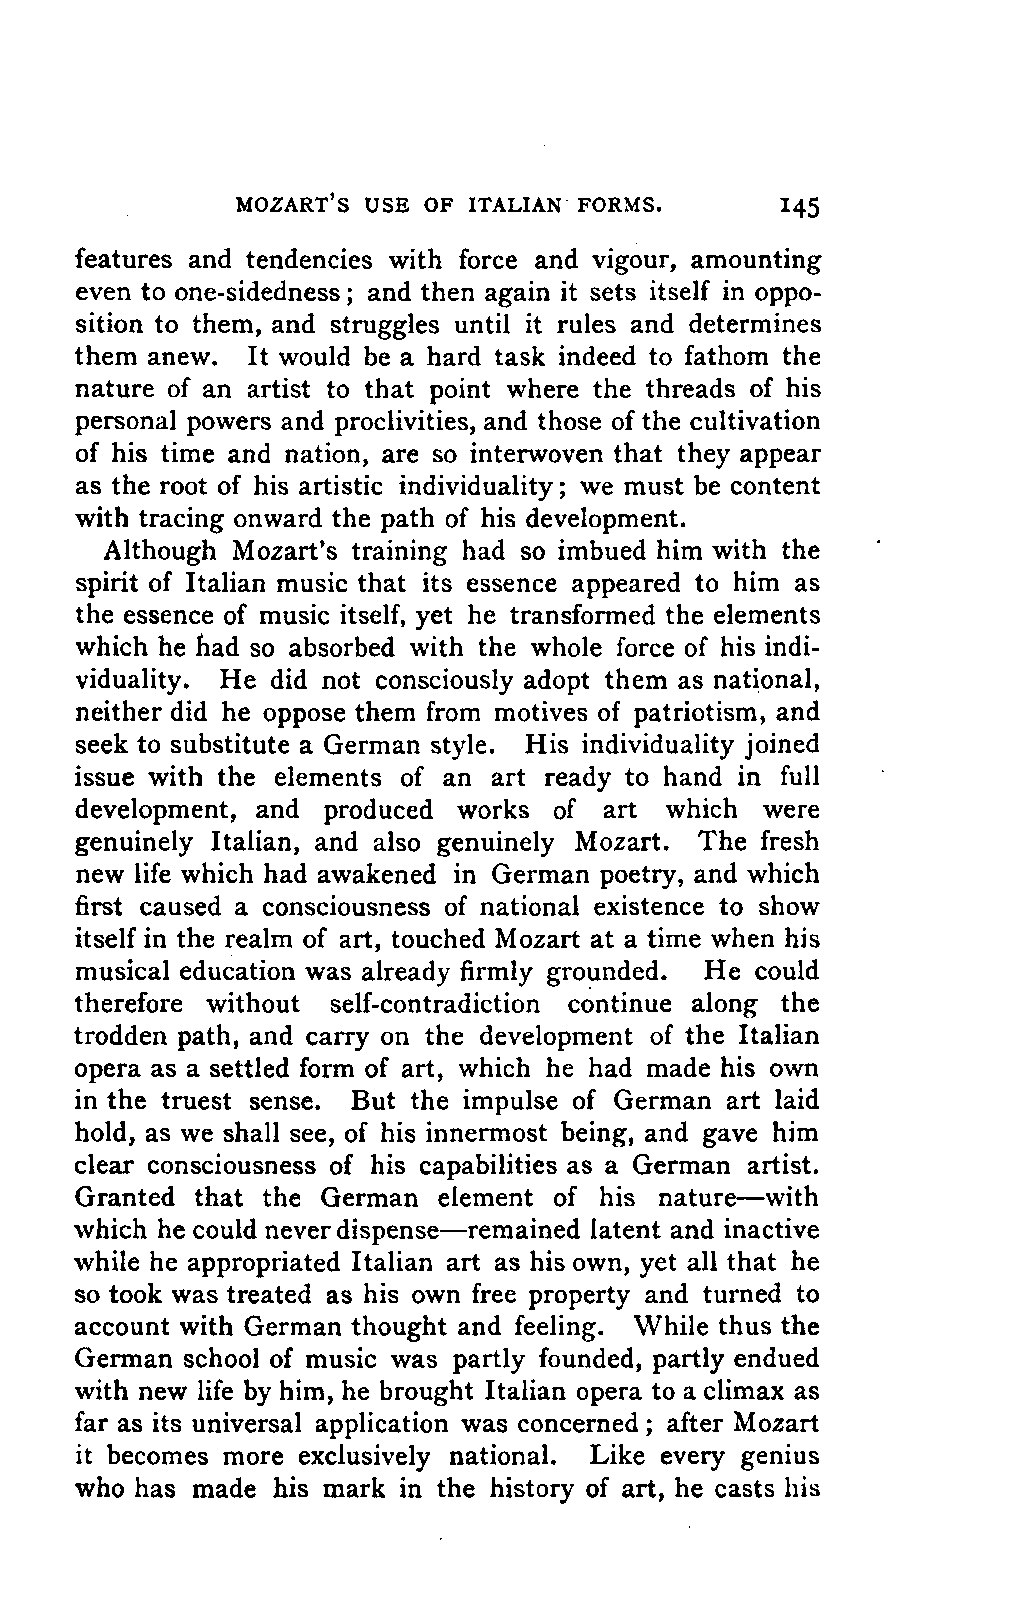 MOZART'S USE OF ITALIAN FORMS. 145
features and tendencies with force and vigour, amounting
even to one-sidedness; and then again it sets itself in oppo-
sition to them, and struggles until it rules and determines
them anew. It would be a hard task indeed to fathom the
nature of an artist to that point where the threads of his
personal powers and proclivities, and those of the cultivation
of his time and nation, are so interwoven that they appear
as the root of his artistic individuality; we must be content
with tracing onward the path of his development.
Although Mozart's training had so imbued him with the
spirit of Italian music that its essence appeared to him as
the essence of music itself, yet he transformed the elements
which he had so absorbed with the whole force of his indi-
viduality. He did not consciously adopt them as national,
neither did he oppose them from motives of patriotism, and
seek to substitute a German style. His individuality joined
issue with the elements of an art ready to hand in full
development, and produced works of art which were
genuinely Italian, and also genuinely Mozart. The fresh
new life which had awakened in German poetry, and which
first caused a consciousness of national existence to show
itself in the realm of art, touched Mozart at a time when his
musical education was already firmly grounded. He could
therefore without self-contradiction continue along the
trodden path, and carry on the development of the Italian
opera as a settled form of art, which he had made his own
in the truest sense. But the impulse of German art laid
hold, as we shall see, of his innermost being, and gave him
clear consciousness of his capabilities as a German artist.
Granted that the German element of his nature—with
which he could never dispense—remained latent and inactive
while he appropriated Italian art as his own, yet all that he
so took was treated as his own free property and turned to
account with German thought and feeling. While thus the
German school of music was partly founded, partly endued
with new life by him, he brought Italian opera to a climax as
far as its universal application was concerned; after Mozart
it becomes more exclusively national. Like every genius
who has made his mark in the history of art, he casts his